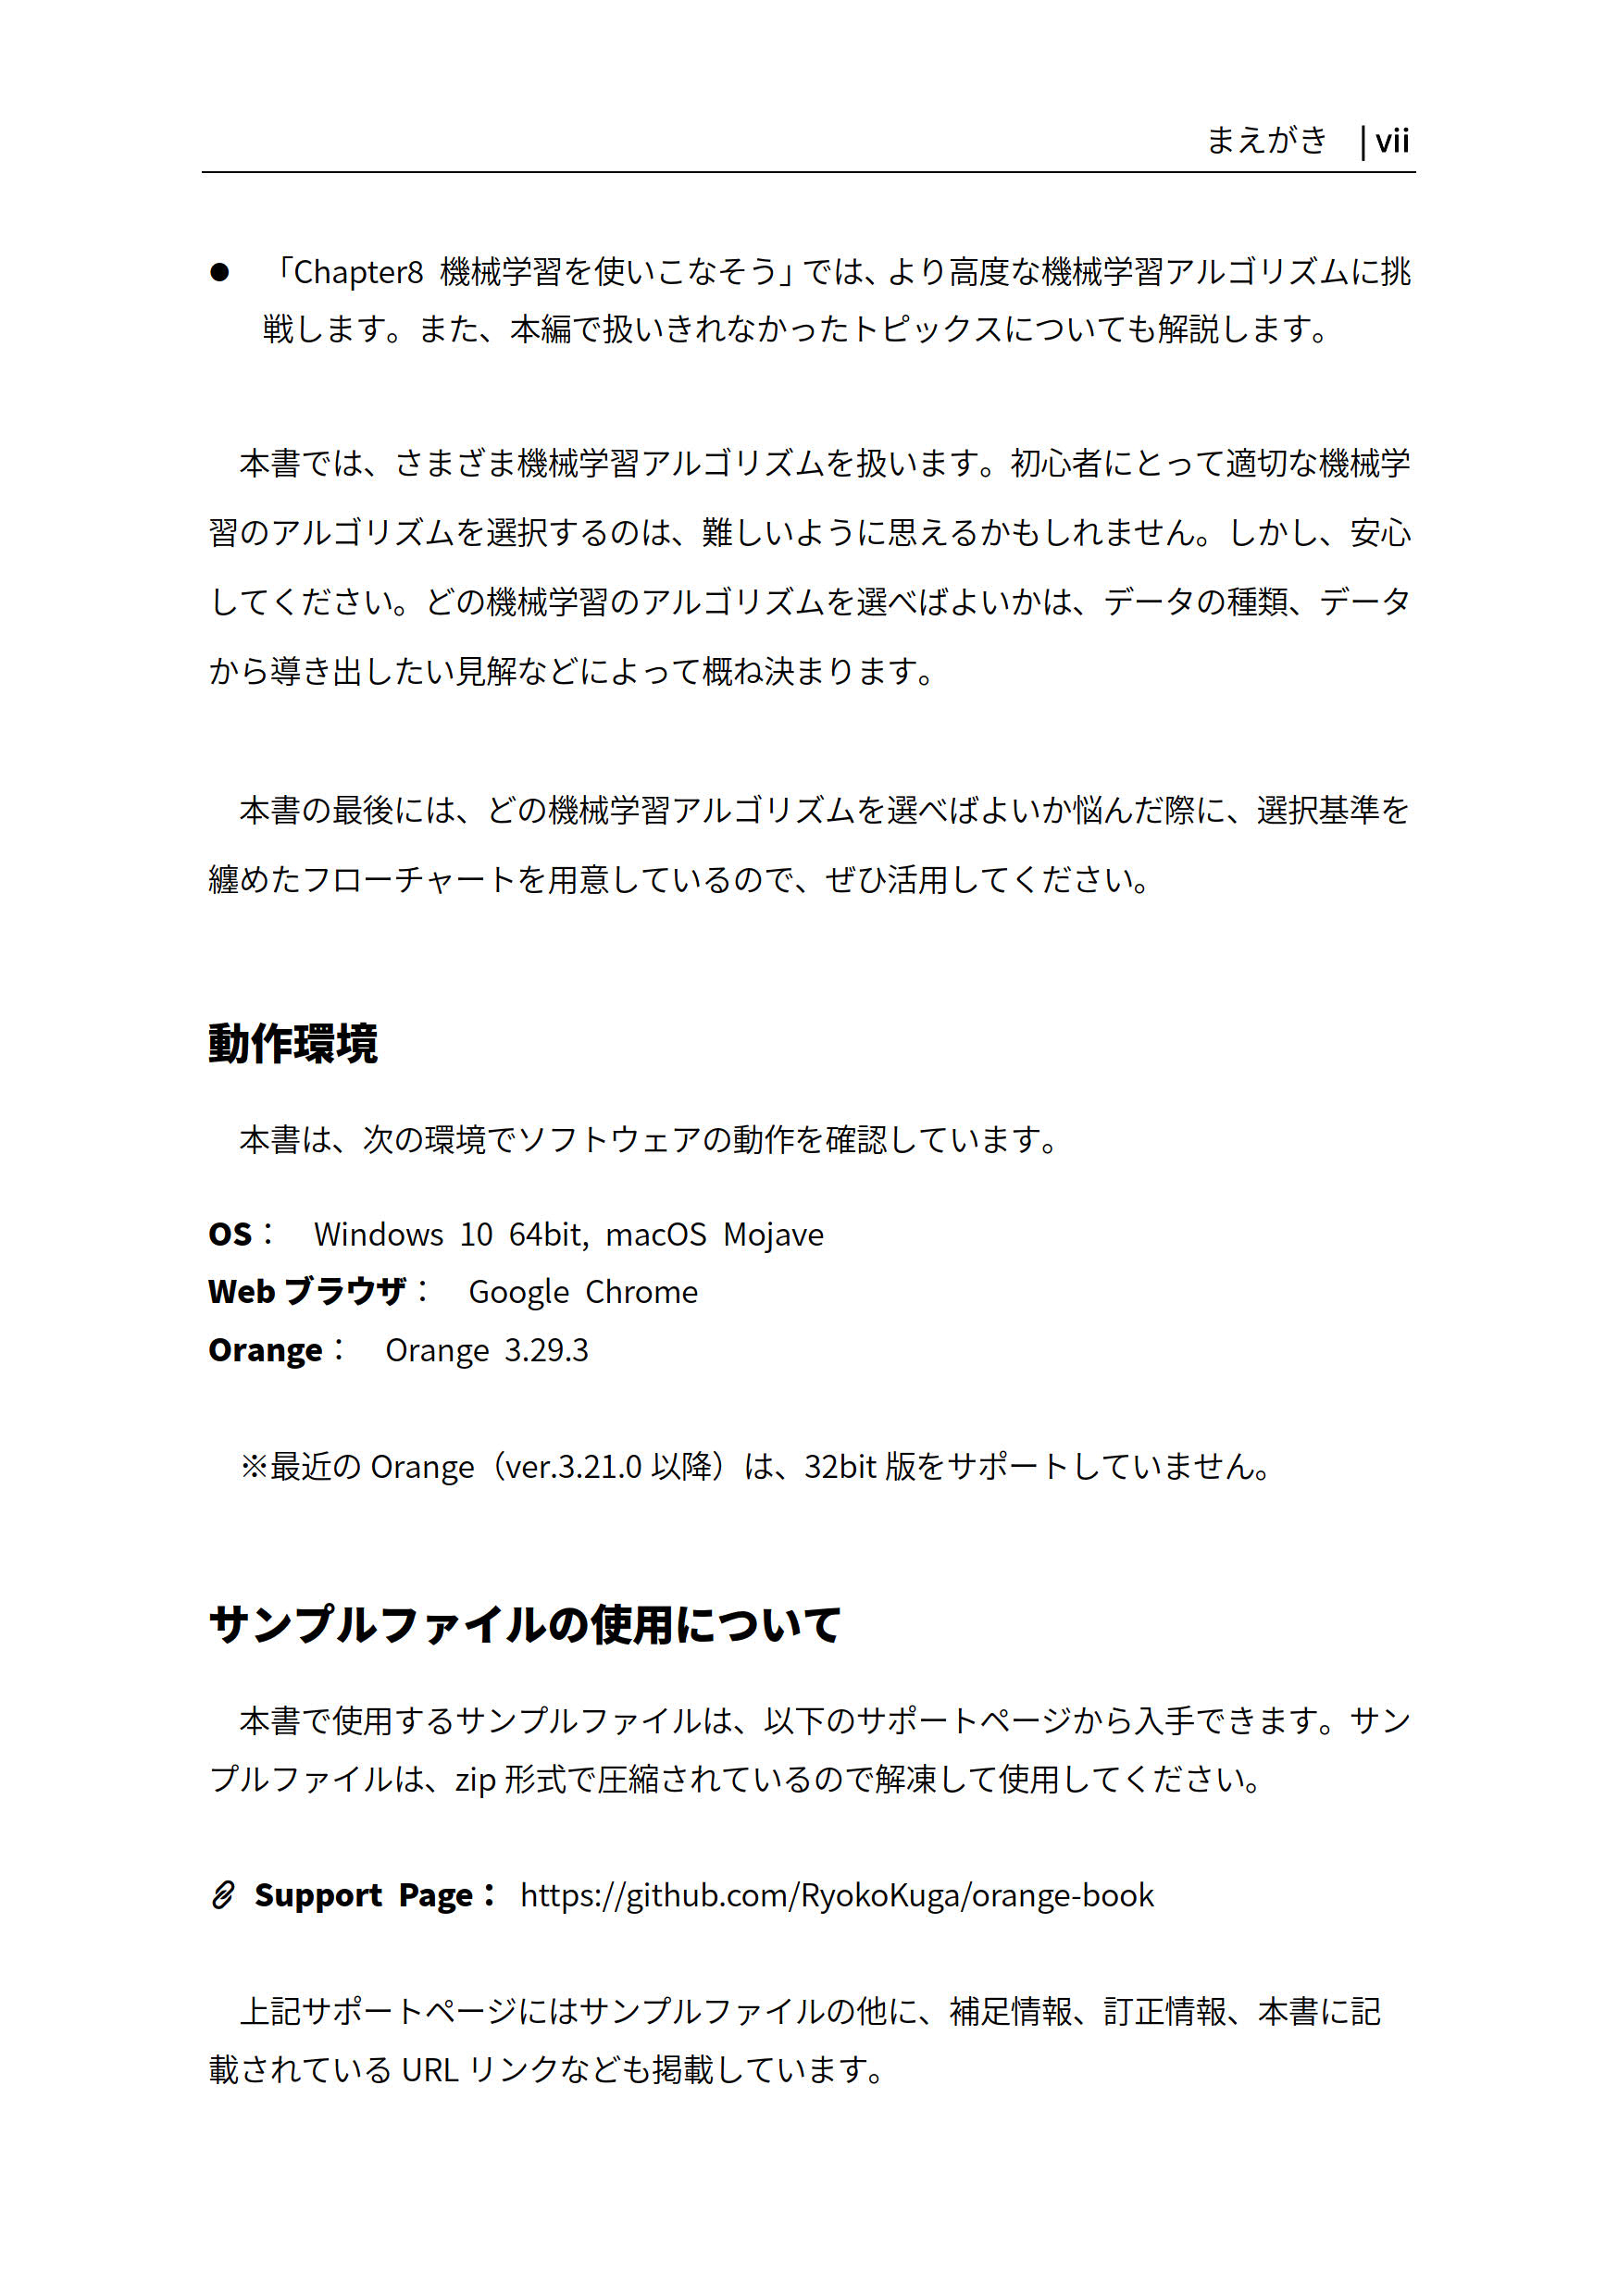 まえがき | vii
● 「Chapter8 機械学習を使いこなそう」では、より高度な機械学習アルゴリズムに挑
戦します。また、本編で扱いきれなかったトピックスについても解説します。
本書では、さまざま機械学習アルゴリズムを扱います。初心者にとって適切な機械学
習のアルゴリズムを選択するのは、難しいように思えるかもしれません。しかし、安心
してください。どの機械学習のアルゴリズムを選べばよいかは、データの種類、データ
から導き出したい見解などによって概ね決まります。
本書の最後には、どの機械学習アルゴリズムを選べばよいか悩んだ際に、選択基準を
纏めたフローチャートを用意しているので、ぜひ活用してください。
動作環境
本書は、次の環境でソフトウェアの動作を確認しています。
OS： Windows 10 64bit, macOS Mojave
Web ブラウザ： Google Chrome
Orange： Orange 3.29.3
※最近の Orange（ver.3.21.0 以降）は、32bit 版をサポートしていません。
サンプルファイルの使用について
本書で使用するサンプルファイルは、以下のサポートページから入手できます。サン
プルファイルは、zip 形式で圧縮されているので解凍して使用してください。
Support Page： https://github.com/RyokoKuga/orange-book
上記サポートページにはサンプルファイルの他に、補足情報、訂正情報、本書に記
載されている URL リンクなども掲載しています。